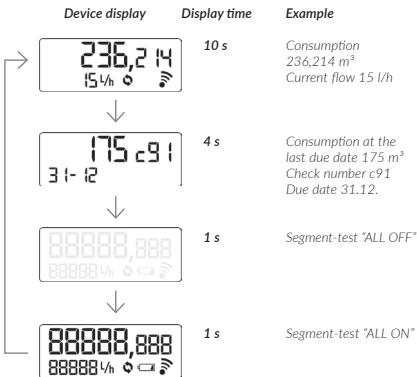 Device display Display time Example
236,214
15 L/h
10 s
Consumption
236,214 m³
Current flow 15 l/h
175 c91
31-12
4 s
Consumption at the
last due date 175 m³
Check number c91
Due date 31.12.
88888,888
88888 L/h
1 s
Segment-test “ALL OFF”
88888,888
88888 L/h
1 s
Segment-test “ALL ON”